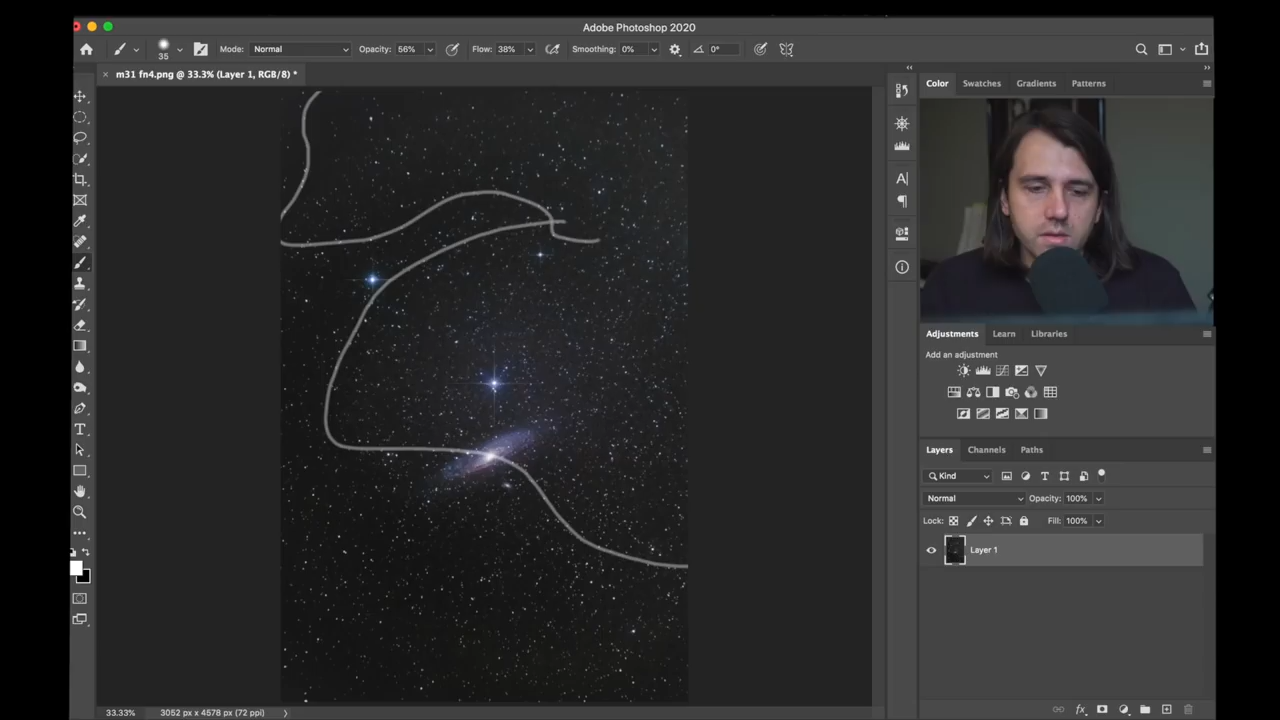 Adobe Photoshop 2020
35
Mode: Normal Opacity: 56% Flow: 38% Smoothing: 0% 0°
× m31 fn4.png @ 33.3% (Layer 1, RGB/8) *
Color Swatches Gradients Patterns
Adjustments Learn Libraries
Add an adjustment
Layers Channels Paths
Kind
Normal Opacity: 100%
Lock: Fill: 100%
Layer 1
33.33% 3052 px x 4578 px (72 ppi)